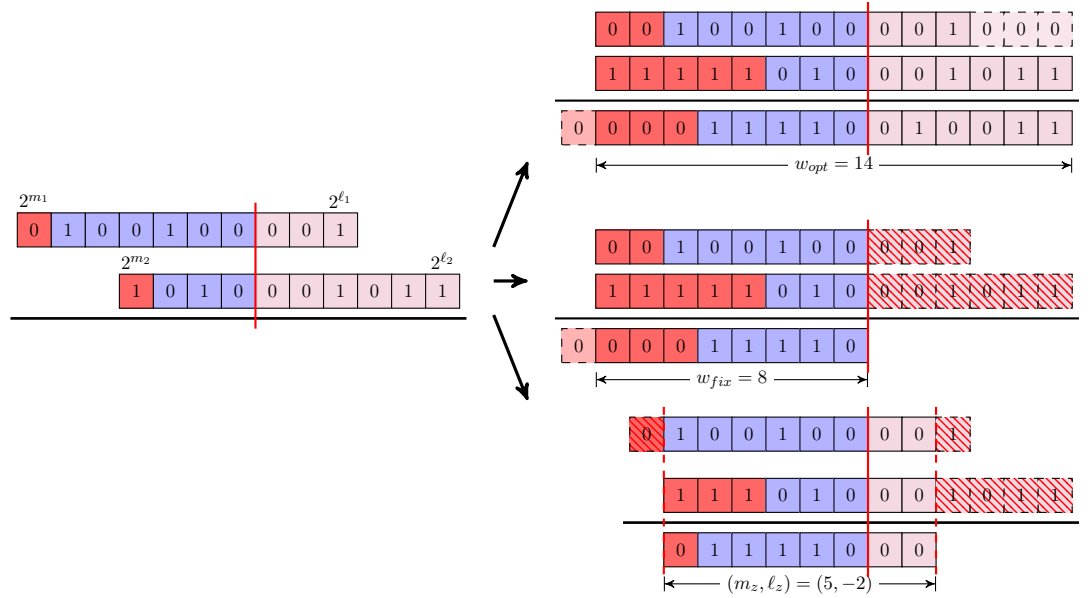 2^{m_1} 2^{ℓ_1}
0 1 0 0 1 0 0 0 0 1
2^{m_2} 2^{ℓ_2}
1 0 1 0 0 0 1 0 1 1
0 0 1 0 0 1 0 0 0 0 1 0 0 0
1 1 1 1 1 0 1 0 0 0 1 0 1 1
0 0 0 0 1 1 1 1 0 0 1 0 0 1 1
w_{opt} = 14
0 0 1 0 0 1 0 0 0 0 1
1 1 1 1 1 0 1 0 0 0 1 0 1 1
0 0 0 0 1 1 1 1 0
w_{fix} = 8
0 1 0 0 1 0 0 0 0 1
1 1 1 0 1 0 0 0 1 0 1 1
0 1 1 1 1 0 0 0
(m_z, ℓ_z) = (5, −2)